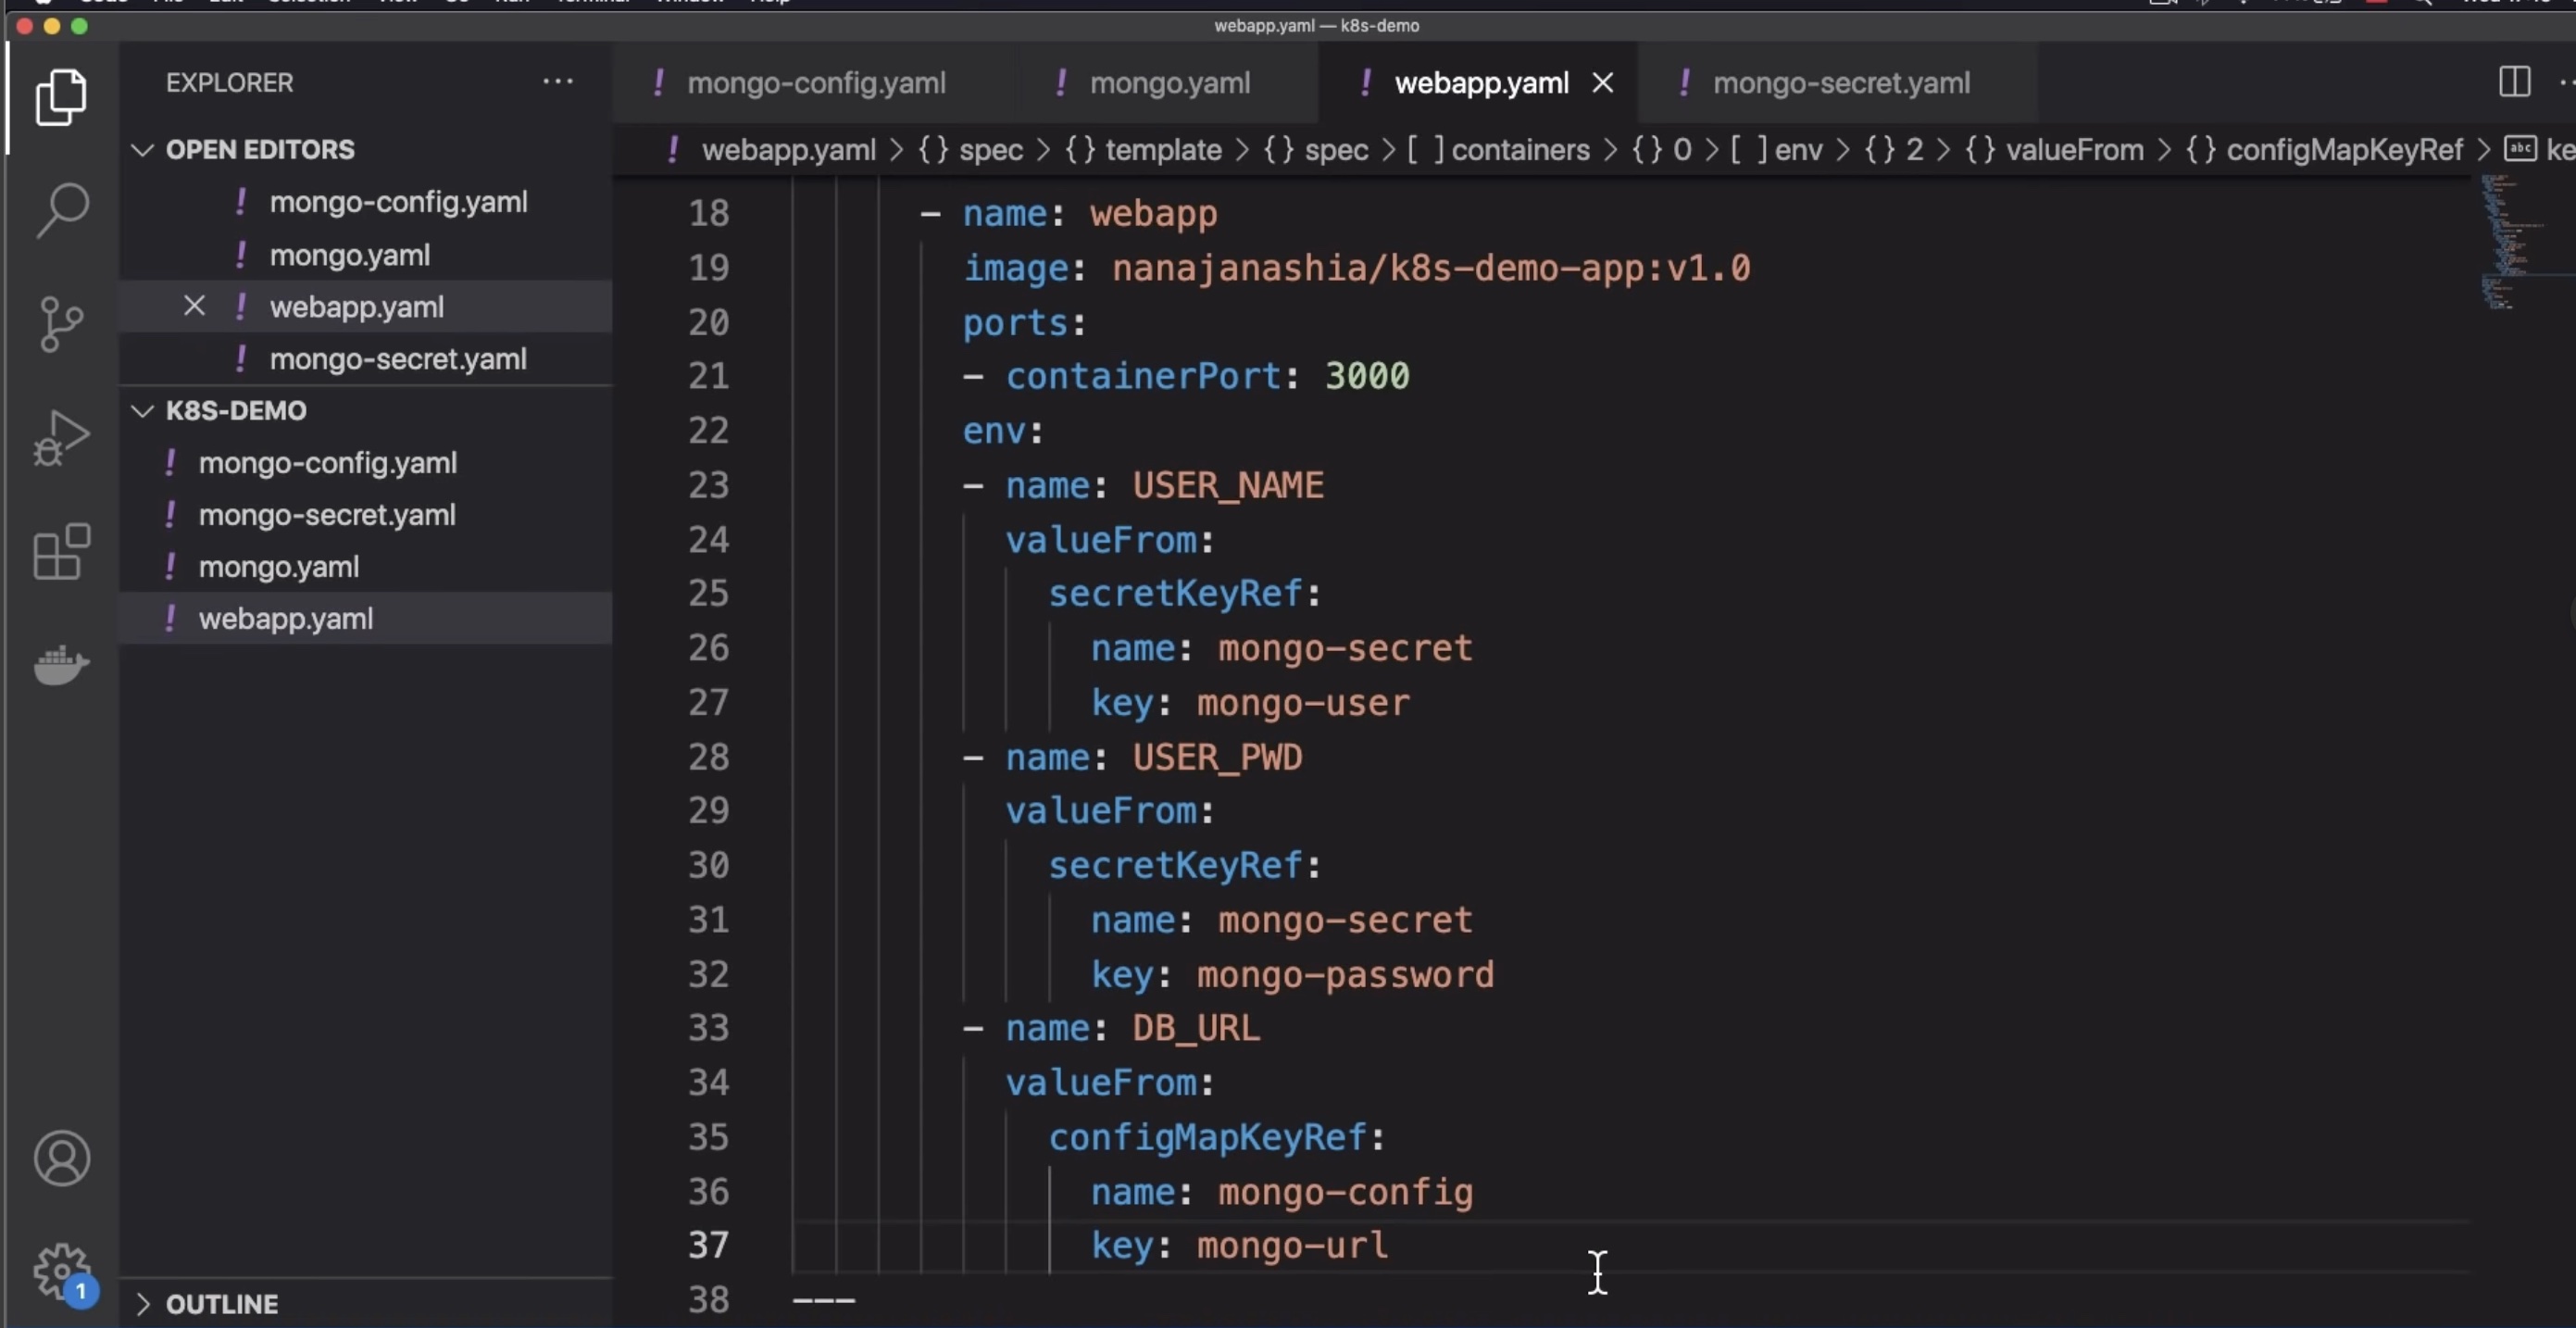 webapp.yaml — k8s-demo
EXPLORER
mongo-config.yaml
mongo.yaml
webapp.yaml
mongo-secret.yaml
webapp.yaml > {} spec > {} template > {} spec > [ ] containers > {} 0 > [ ] env > {} 2 > {} valueFrom > {} configMapKeyRef > abc ke
OPEN EDITORS
mongo-config.yaml
mongo.yaml
webapp.yaml
mongo-secret.yaml
K8S-DEMO
mongo-config.yaml
mongo-secret.yaml
mongo.yaml
webapp.yaml
OUTLINE
1
18 - name: webapp
19 image: nanajanashia/k8s-demo-app:v1.0
20 ports:
21 - containerPort: 3000
22 env:
23 - name: USER_NAME
24 valueFrom:
25 secretKeyRef:
26 name: mongo-secret
27 key: mongo-user
28 - name: USER_PWD
29 valueFrom:
30 secretKeyRef:
31 name: mongo-secret
32 key: mongo-password
33 - name: DB_URL
34 valueFrom:
35 configMapKeyRef:
36 name: mongo-config
37 key: mongo-url
38 ---